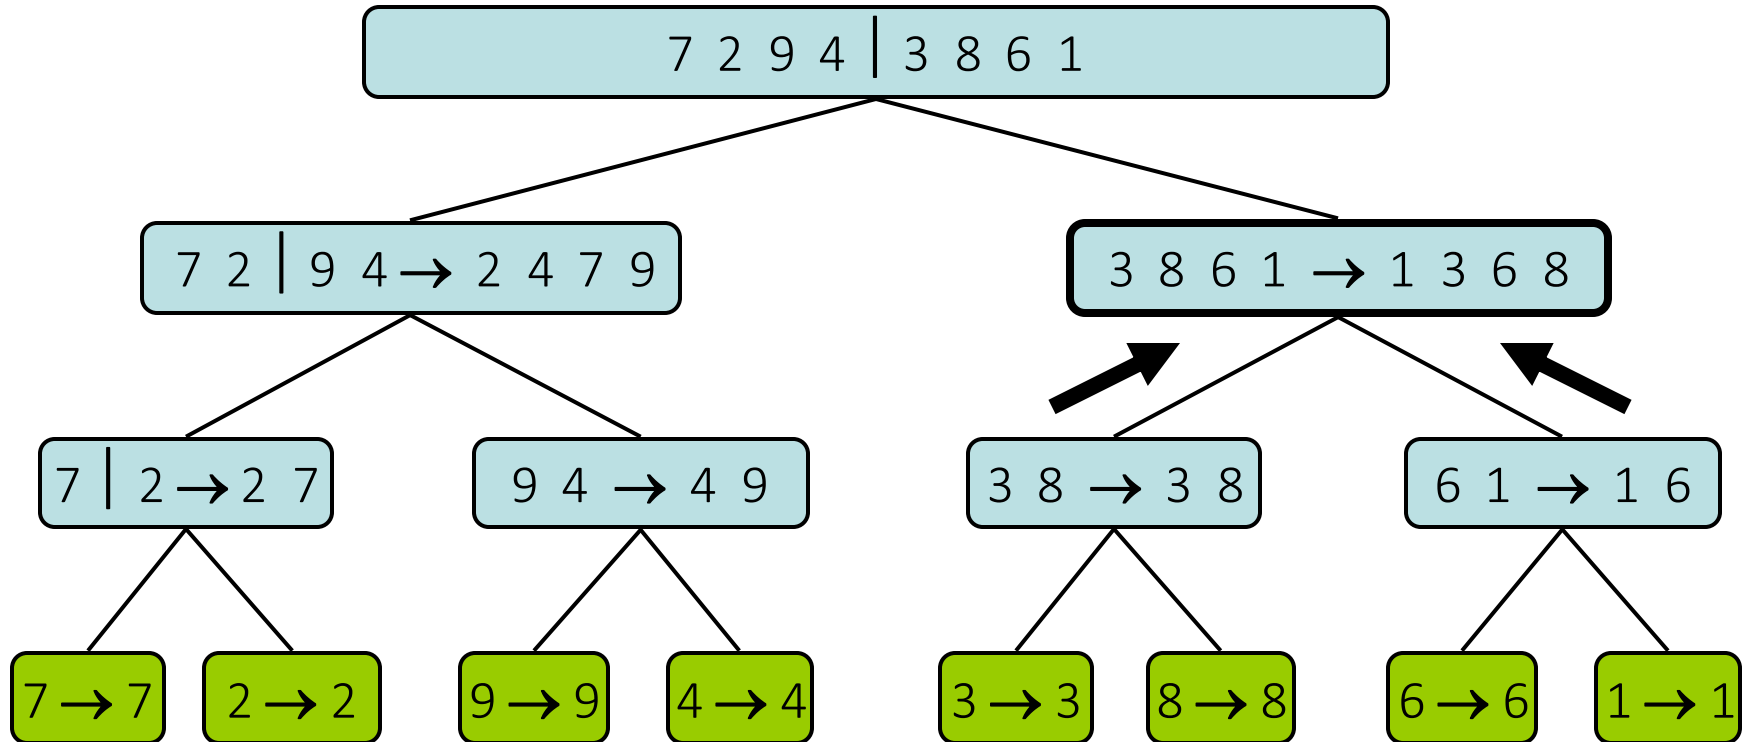 7 2 9 4 | 3 8 6 1
7 2 | 9 4 → 2 4 7 9
3 8 6 1 → 1 3 6 8
7 | 2 → 2 7
9 4 → 4 9
3 8 → 3 8
6 1 → 1 6
7 → 7
2 → 2
9 → 9
4 → 4
3 → 3
8 → 8
6 → 6
1 → 1